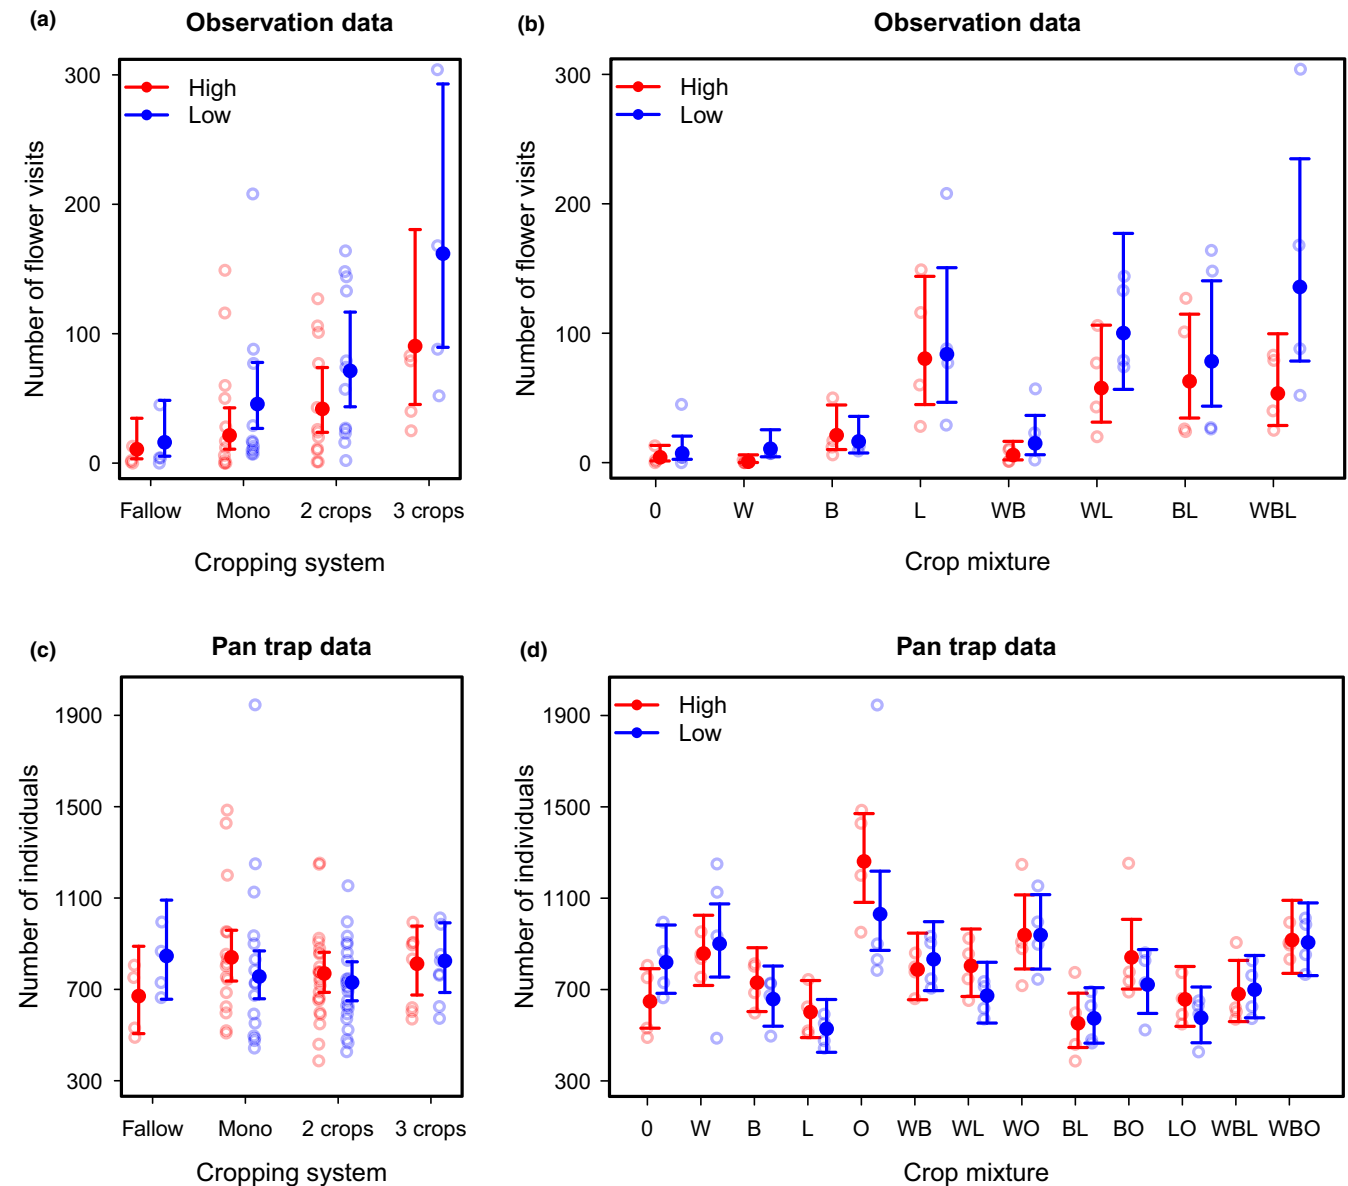 (a)
Observation data
Number of flower visits
300
200
100
0
High
Low
Fallow Mono 2 crops 3 crops
Cropping system
(b)
Observation data
Number of flower visits
300
200
100
0
High
Low
0 W B L WB WL BL WBL
Crop mixture
(c)
Pan trap data
Number of individuals
1900
1500
1100
700
300
Fallow Mono 2 crops 3 crops
Cropping system
(d)
Pan trap data
Number of individuals
1900
1500
1100
700
300
High
Low
0 W B L O WB WL WO BL BO LO WBL WBO
Crop mixture